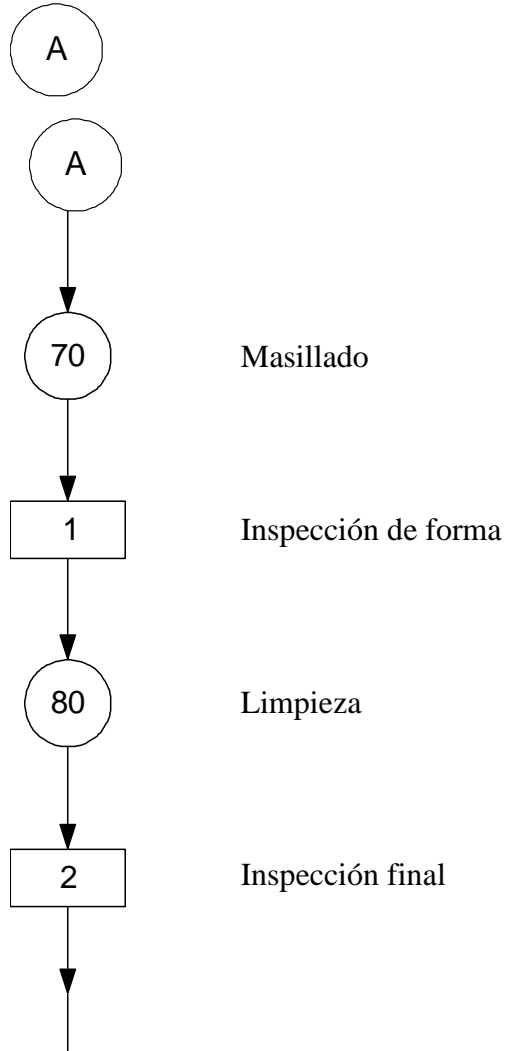 A
A
70 Masillado
1 Inspección de forma
80 Limpieza
2 Inspección final